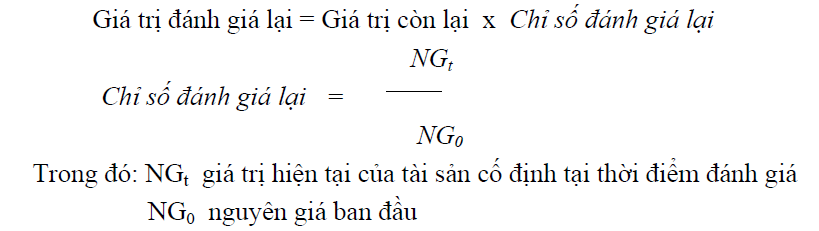 Giá trị đánh giá lại = Giá trị còn lại x Chỉ số đánh giá lại
NGt
Chỉ số đánh giá lại =
NG0
Trong đó: NGt giá trị hiện tại của tài sản cố định tại thời điểm đánh giá
NG0 nguyên giá ban đầu